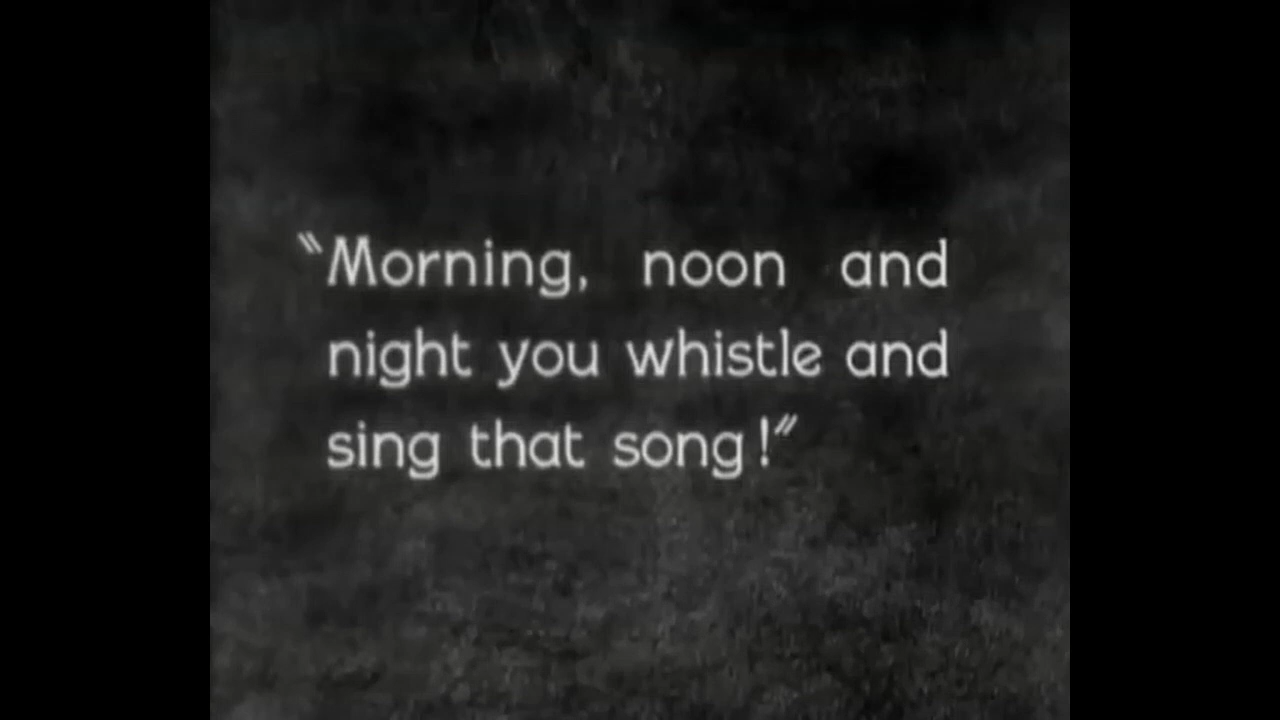 "Morning, noon and
night you whistle and
sing that song!"